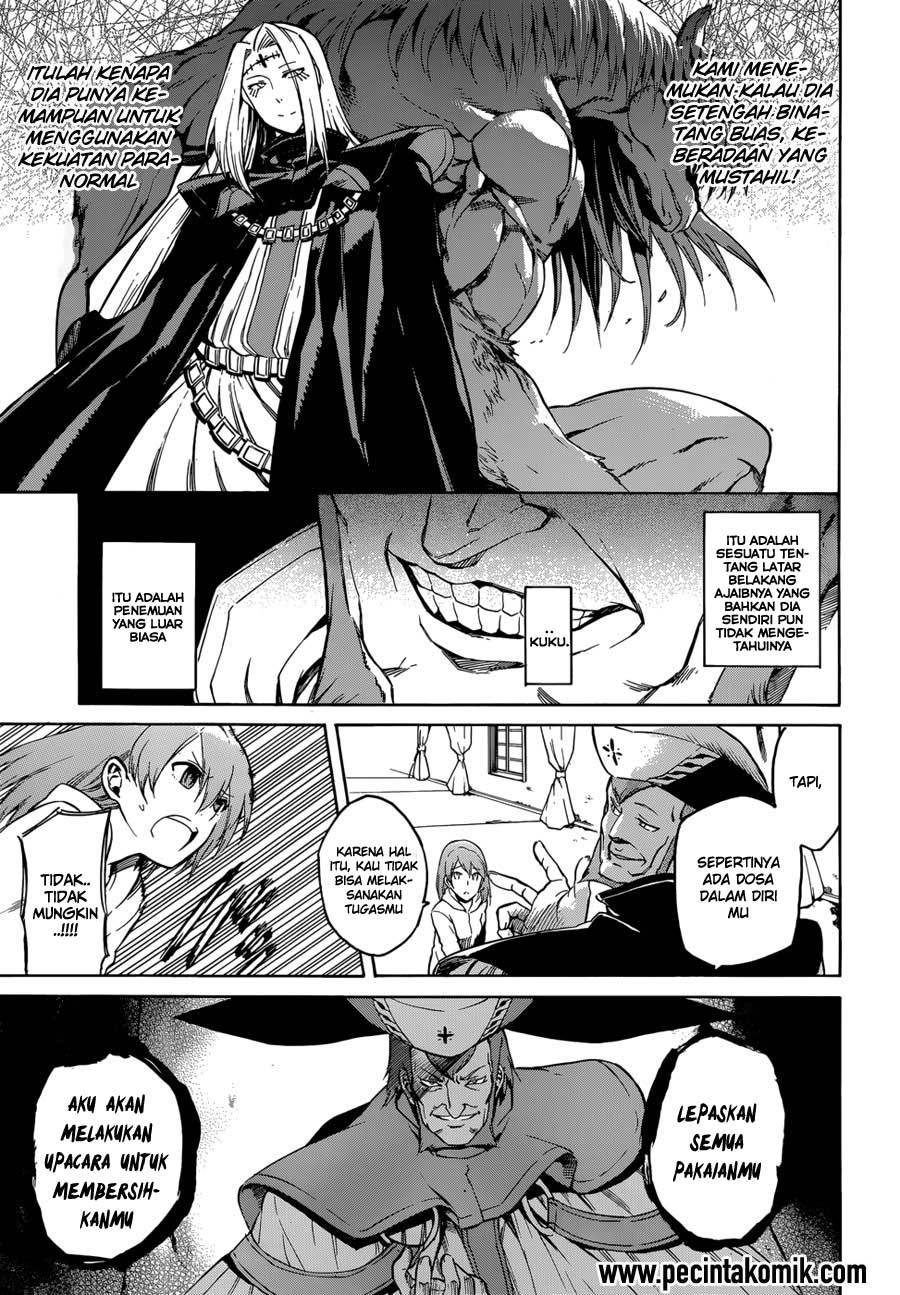 KAMI MENE-
MUKAN KALAU DIA
SETENGAH BINA-
TANG BUAS, KE-
BERADAAN YANG
MUSTAHIL!
ITULAH KENAPA
DIA PUNYA KE-
MAMPUAN UNTUK
MENGGUNAKAN
KEKUATAN PARA-
NORMAL
ITU ADALAH
SESUATU TEN-
TANG LATAR
BELAKANG
AJAIBNYA YANG
BAHKAN DIA
SENDIRI PUN
TIDAK MENGE-
TAHUINYA
..
KUKU.
ITU ADALAH
PENEMUAN
YANG LUAR
BIASA
TAPI,
SEPERTINYA
ADA DOSA
DALAM DIRI
MU
KARENA HAL
ITU, KAU TIDAK
BISA MELAK-
SANAKAN
TUGASMU
TIDAK..
TIDAK
MUNGKIN
..!!!!
LEPASKAN
SEMUA
PAKAIANMU
AKU AKAN
MELAKUKAN
UPACARA UNTUK
MEMBERSIH-
KANMU
www.pecintakomik.com